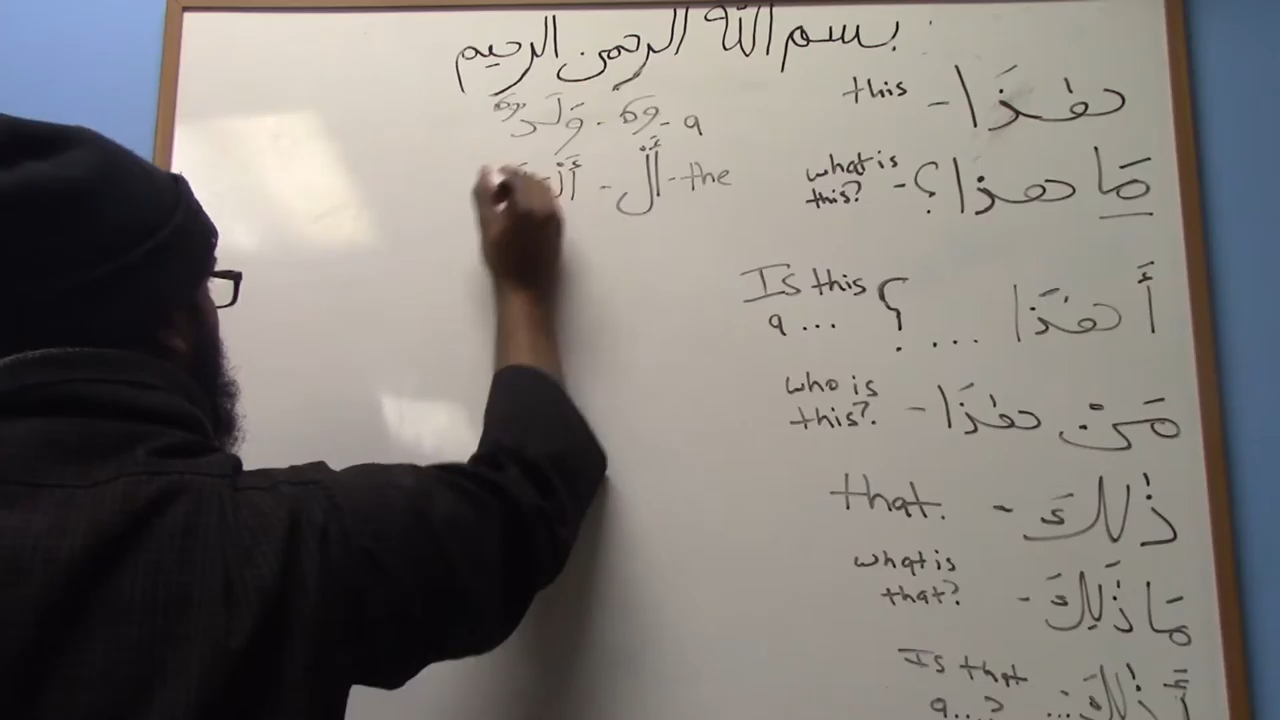 بسم الله الرحمن الرحيم
هٰذَا - this
مَا هٰذَا؟ - what is this?
أَ هٰذَا ...؟ Is this a ...
مَنْ هٰذَا - who is this?
ذٰلِكَ - that.
مَا ذَٰلِكَ - what is that?
أَذٰلِكَ ... Is that a...?
a - ٌ - وَلَدٌ
the - أَلْ - أَلْ